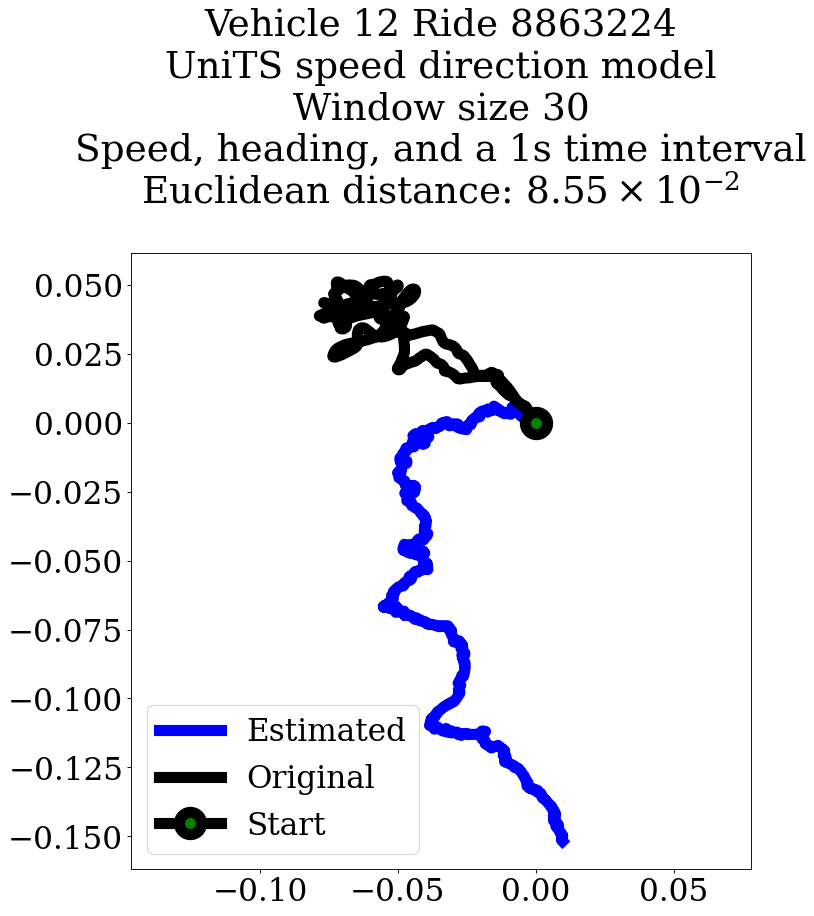 Vehicle 12 Ride 8863224
UniTS speed direction model
Window size 30
Speed, heading, and a 1s time interval
Euclidean distance: 8.55 × 10⁻²
0.050
0.025
0.000
−0.025
−0.050
−0.075
−0.100
−0.125
−0.150
Estimated
Original
Start
−0.10 −0.05 0.00 0.05